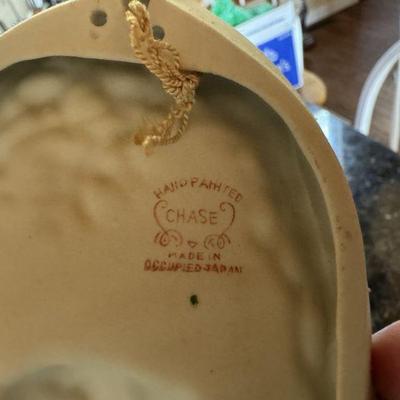 HAND PAINTED
CHASE
MADE IN
OCCUPIED JAPAN